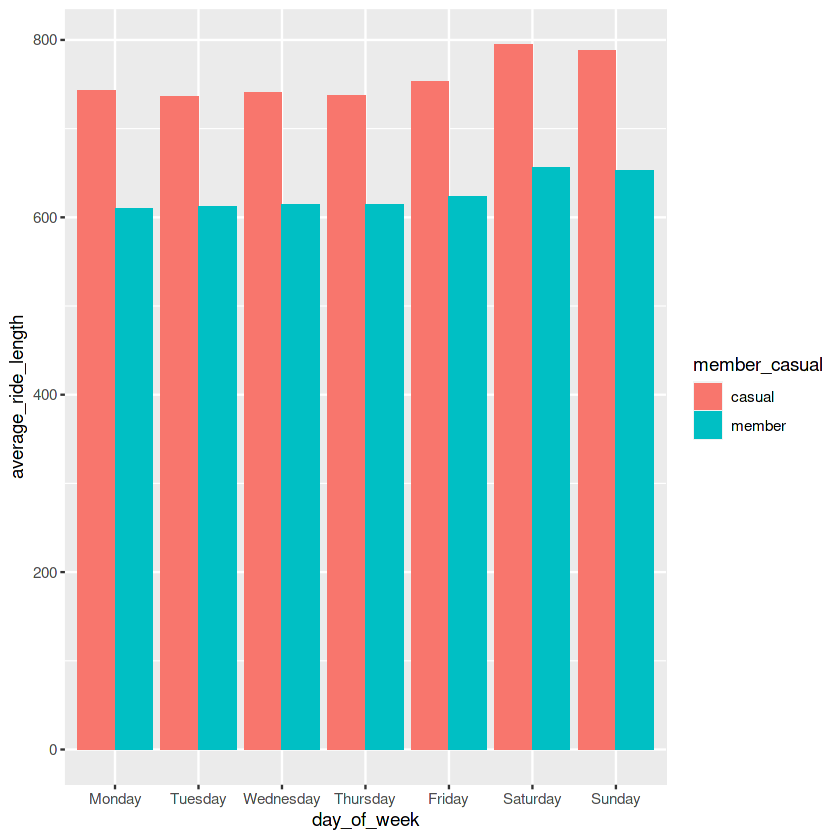 800
600
400
200
0
average_ride_length
Monday Tuesday Wednesday Thursday Friday Saturday Sunday
day_of_week
member_casual
casual
member